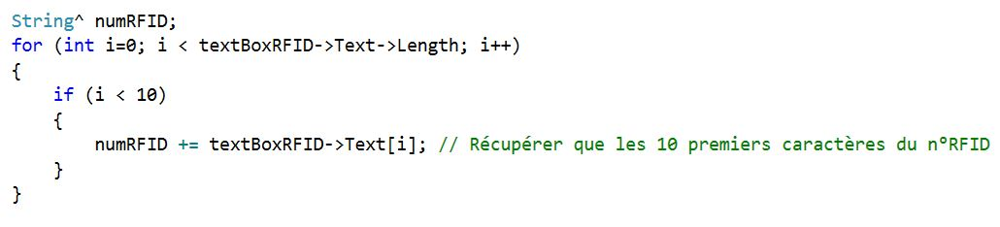 String^ numRFID;
for (int i=0; i < textBoxRFID->Text->Length; i++)
{
    if (i < 10)
    {
        numRFID += textBoxRFID->Text[i]; // Récupérer que les 10 premiers caractères du n°RFID
    }
}